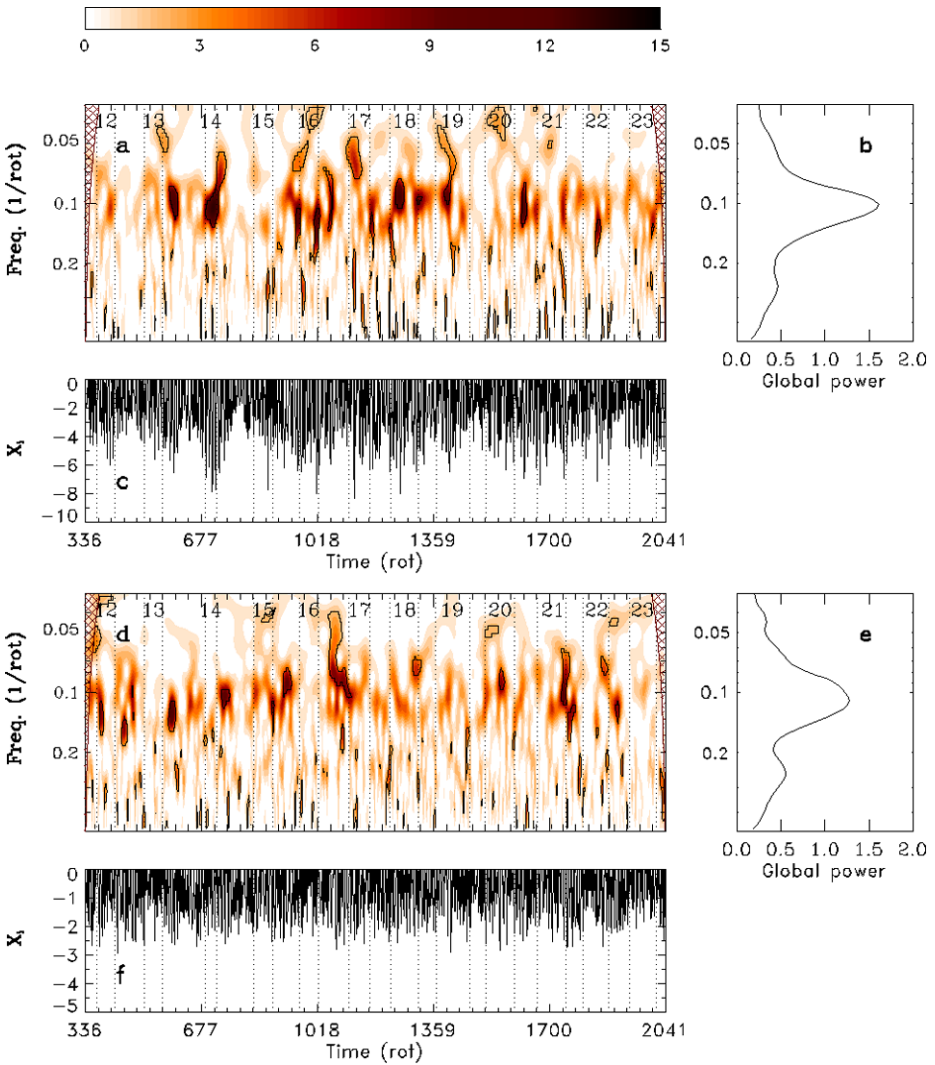 0 3 6 9 12 15
12 13 14 15 16 17 18 19 20 21 22 23
a
b
0.05 0.05
Freq. (1/rot)
0.1 0.1
0.2 0.2
0.0 0.5 1.0 1.5 2.0
Global power
0
−2
−4
Xᵢ
−6
−8
−10
c
336 677 1018 1359 1700 2041
Time (rot)
12 13 14 15 16 17 18 19 20 21 22 23
d
e
0.05 0.05
Freq. (1/rot)
0.1 0.1
0.2 0.2
0.0 0.5 1.0 1.5 2.0
Global power
0
−1
−2
Xᵢ
−3
−4
−5
f
336 677 1018 1359 1700 2041
Time (rot)